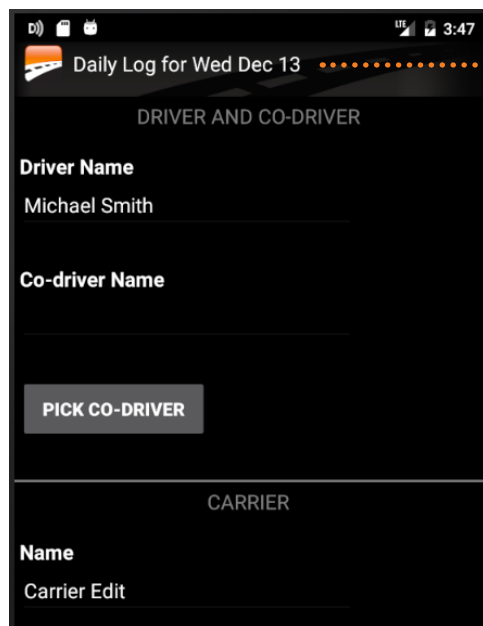 LTE 3:47
Daily Log for Wed Dec 13
DRIVER AND CO-DRIVER
Driver Name
Michael Smith
Co-driver Name
PICK CO-DRIVER
CARRIER
Name
Carrier Edit